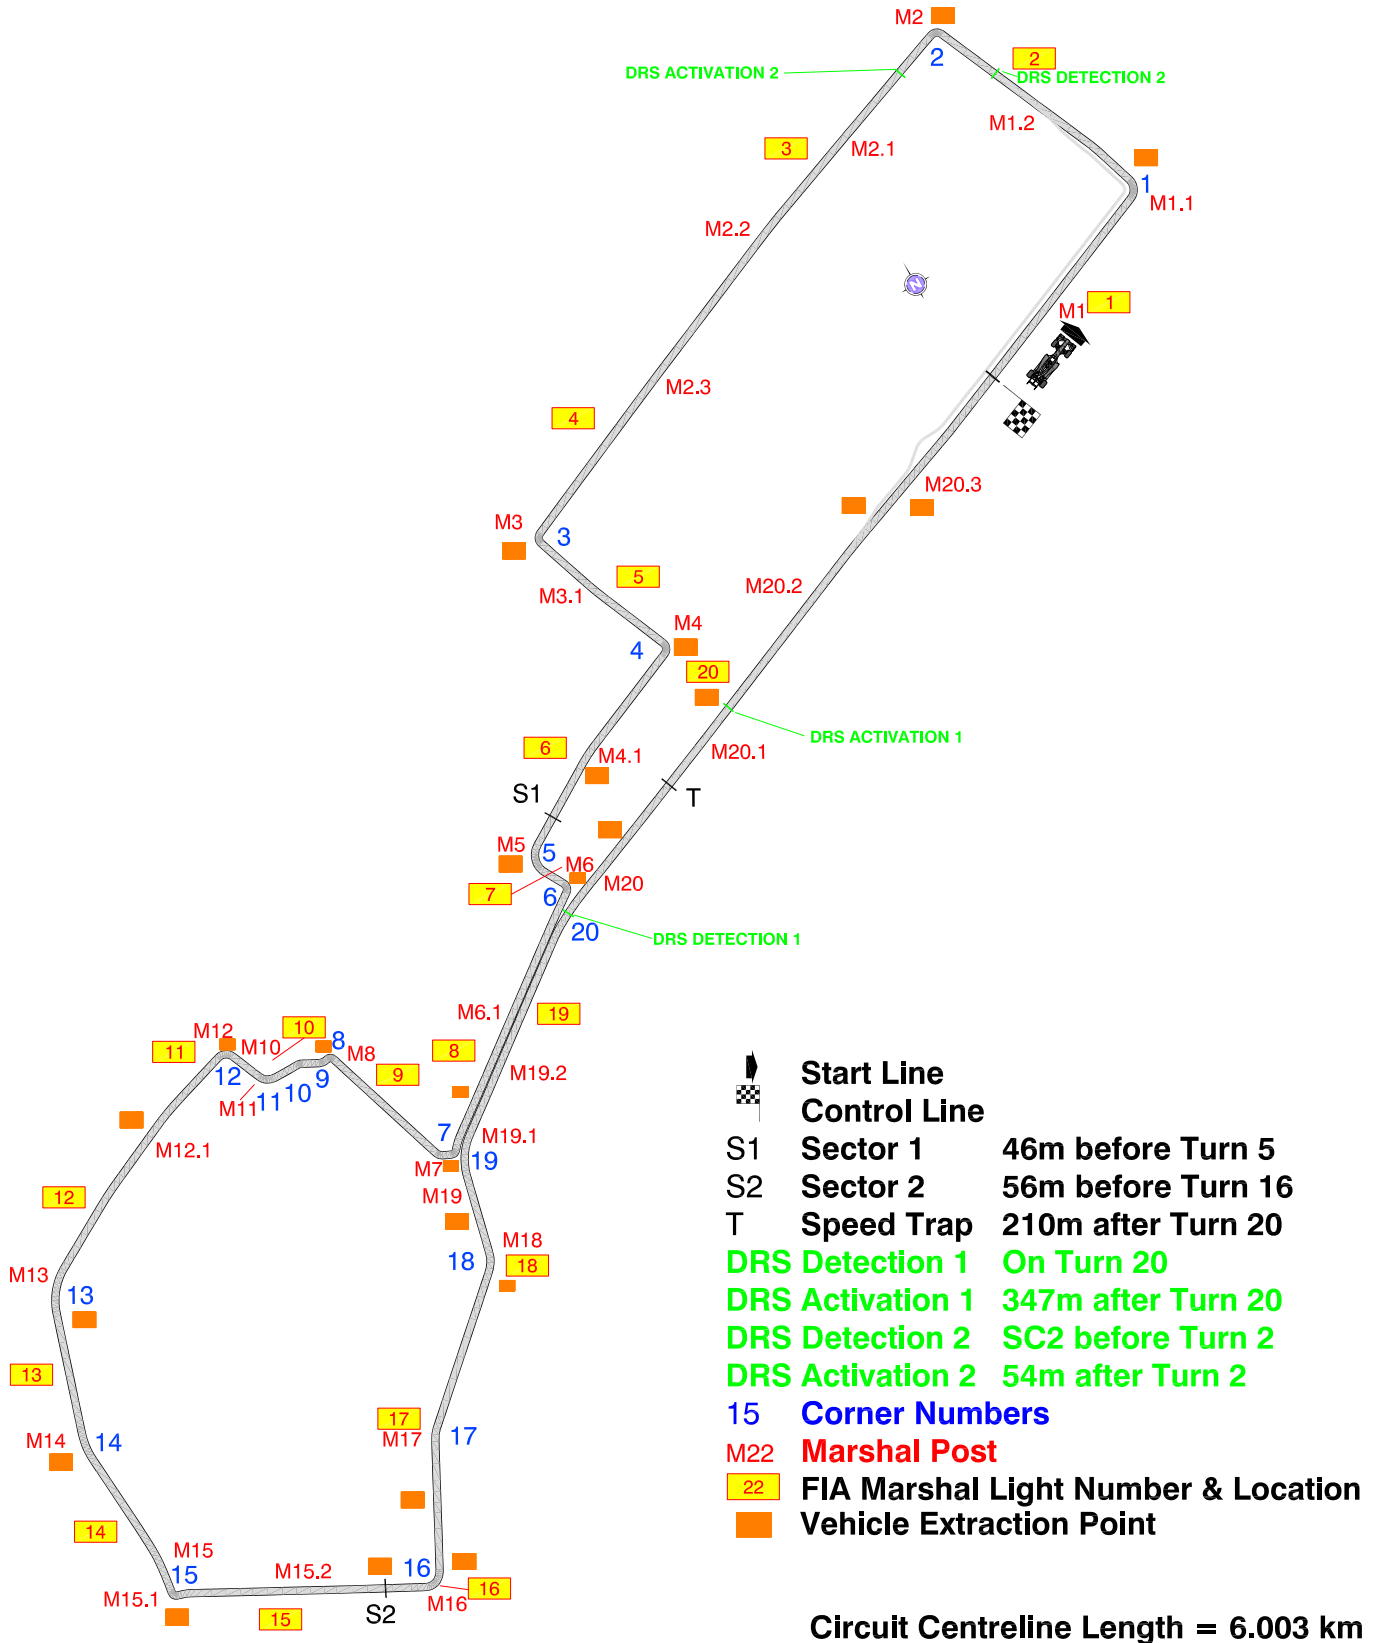 M2
2
2
DRS ACTIVATION 2
DRS DETECTION 2
M1.2
3
M2.1
1
M1.1
M2.2
N
M1
1
M2.3
4
M20.3
M3
3
5
M3.1
M20.2
M4
4
20
DRS ACTIVATION 1
6
M4.1
M20.1
S1
T
M5
5
M6
7
6
M20
20
DRS DETECTION 1
M6.1
19
M12
10
8
11
M10
M8
8
12
9
9
M19.2
11
10
M11
7
M19.1
M12.1
M7
19
12
M19
18
M18
18
M13
13
13
17
M17
17
M14
14
14
M15
15
M15.2
16
M15.1
M16
16
15
S2
Start Line
Control Line
S1 Sector 1 46m before Turn 5
S2 Sector 2 56m before Turn 16
T Speed Trap 210m after Turn 20
DRS Detection 1 On Turn 20
DRS Activation 1 347m after Turn 20
DRS Detection 2 SC2 before Turn 2
DRS Activation 2 54m after Turn 2
15 Corner Numbers
M22 Marshal Post
22 FIA Marshal Light Number & Location
Vehicle Extraction Point
Circuit Centreline Length = 6.003 km